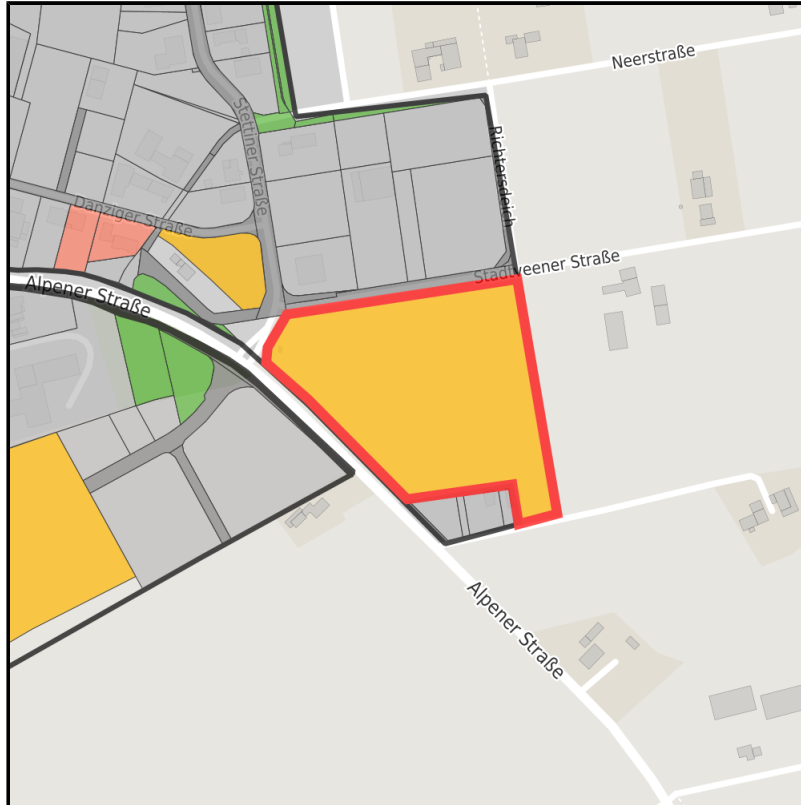 Neerstraße
Stettiner Straße
Richtersdeich
Danziger Straße
Stadtveener Straße
Alpener Straße
Alpener Straße